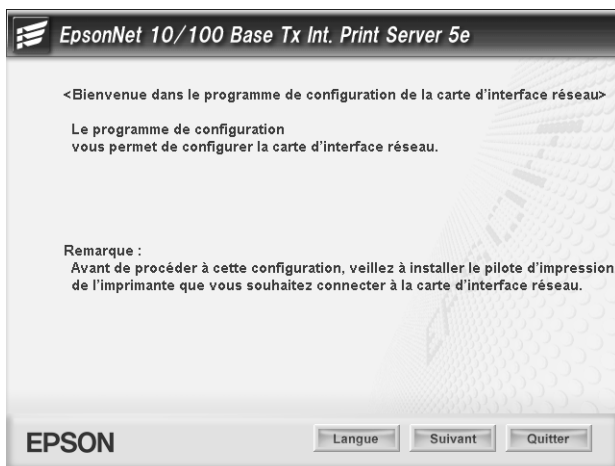 EpsonNet 10/100 Base Tx Int. Print Server 5e
<Bienvenue dans le programme de configuration de la carte d'interface réseau>
Le programme de configuration
vous permet de configurer la carte d'interface réseau.
Remarque :
Avant de procéder à cette configuration, veillez à installer le pilote d'impression
de l'imprimante que vous souhaitez connecter à la carte d'interface réseau.
EPSON
Langue
Suivant
Quitter